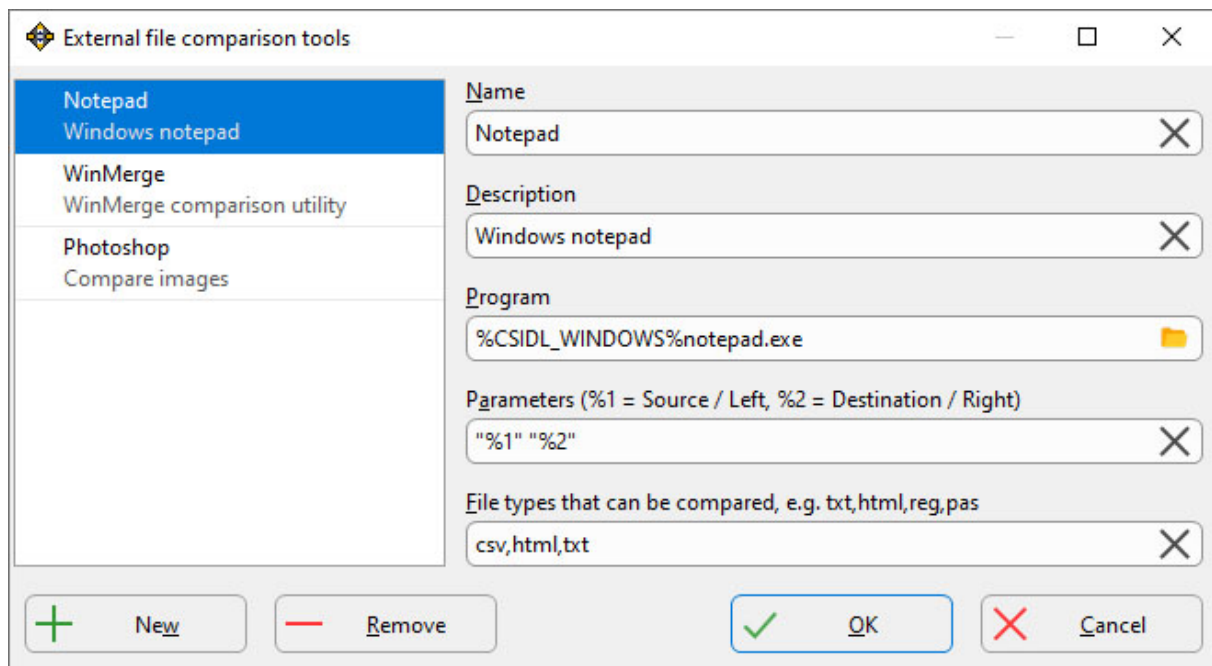 External file comparison tools
Notepad
Windows notepad
WinMerge
WinMerge comparison utility
Photoshop
Compare images
Name
Notepad
Description
Windows notepad
Program
%CSIDL_WINDOWS%notepad.exe
Parameters (%1 = Source / Left, %2 = Destination / Right)
"%1" "%2"
File types that can be compared, e.g. txt,html,reg,pas
csv,html,txt
New
Remove
OK
Cancel